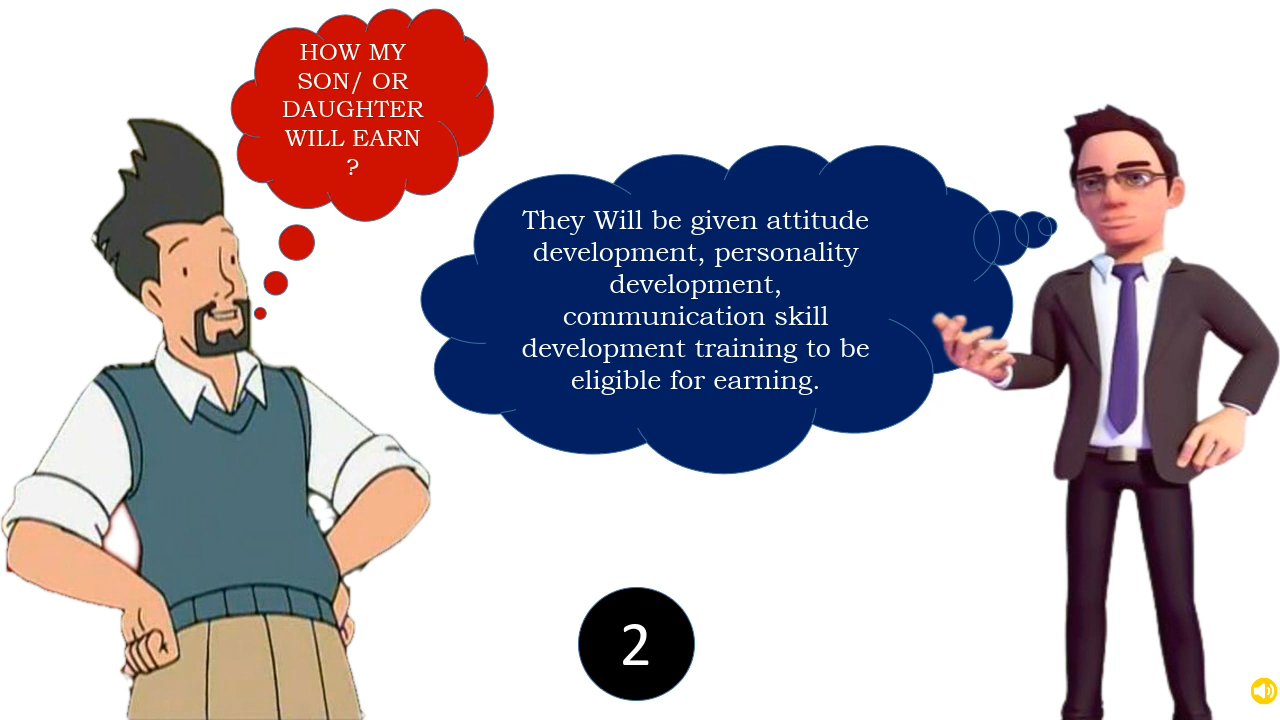 HOW MY
SON/ OR
DAUGHTER
WILL EARN
?
They Will be given attitude
development, personality
development,
communication skill
development training to be
eligible for earning.
2